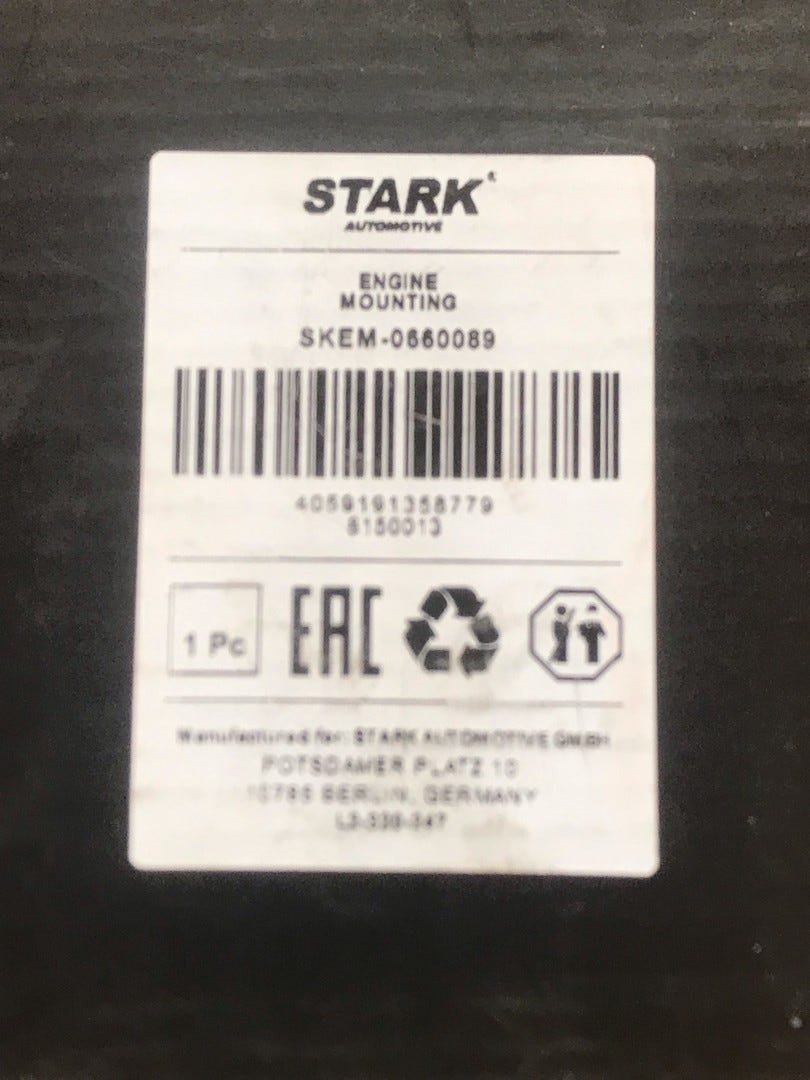 STARK
AUTOMOTIVE
ENGINE
MOUNTING
SKEM-0660089
4059191358779
8150013
1 Pc
EAC
Manufactured for: STARK AUTOMOTIVE GMBH
POTSDAMER PLATZ 10
10785 BERLIN, GERMANY